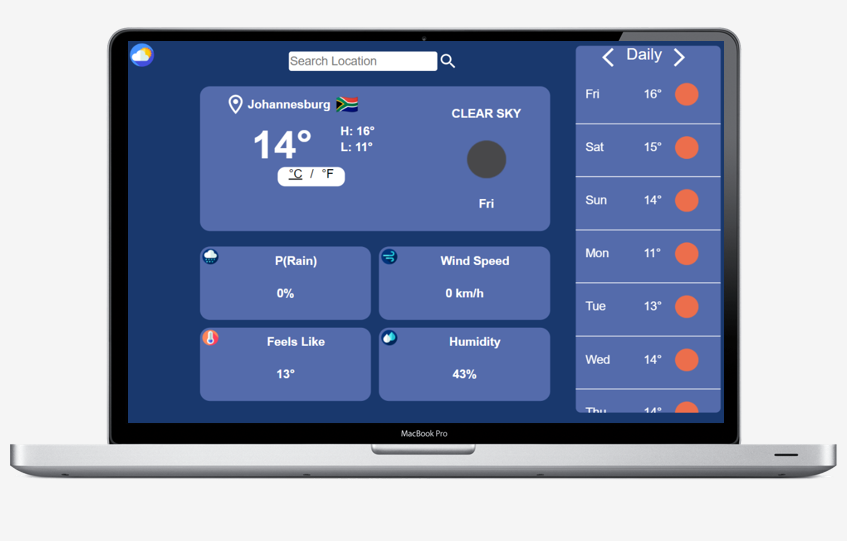 Search Location
Johannesburg
14°
H: 16°
L: 11°
°C / °F
CLEAR SKY
Fri
P(Rain)
0%
Wind Speed
0 km/h
Feels Like
13°
Humidity
43%
Daily
Fri 16°
Sat 15°
Sun 14°
Mon 11°
Tue 13°
Wed 14°
Thu 14°
MacBook Pro